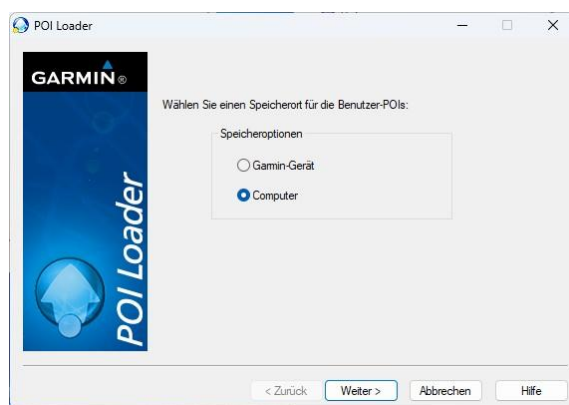 POI Loader
GARMIN®
POI Loader
Wählen Sie einen Speicherort für die Benutzer-POIs:
Speicheroptionen
Garmin-Gerät
Computer
< Zurück
Weiter >
Abbrechen
Hilfe